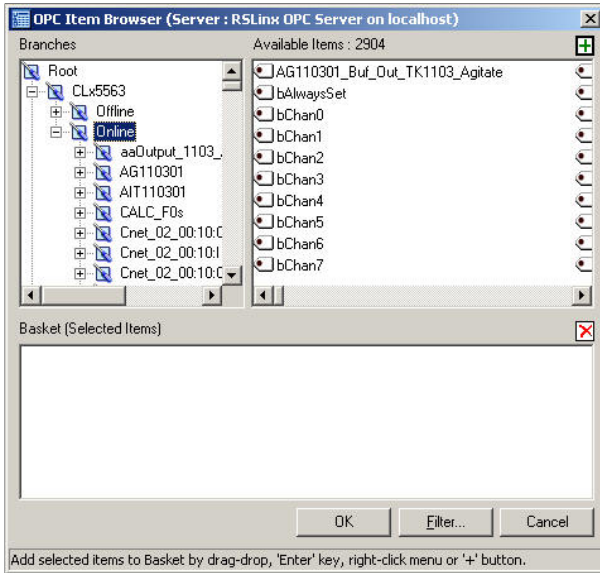 OPC Item Browser (Server : RSLinx OPC Server on localhost)
Branches
Available Items : 2904
Root
CLx5563
Offline
Online
aaOutput_1103_
AG110301
AIT110301
CALC_F0s
Cnet_02_00:10:C
Cnet_02_00:10:I
Cnet_02_00:10:C
AG110301_Buf_Out_TK1103_Agitate
bAlwaysSet
bChan0
bChan1
bChan2
bChan3
bChan4
bChan5
bChan6
bChan7
Basket (Selected Items)
OK
Filter...
Cancel
Add selected items to Basket by drag-drop, 'Enter' key, right-click menu or '+' button.